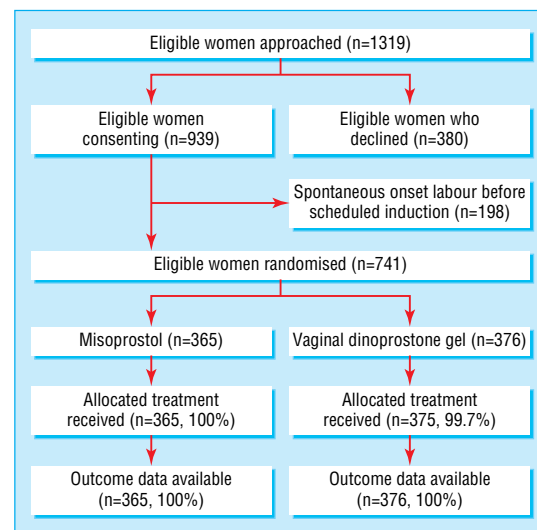 Eligible women approached (n=1319)
Eligible women
consenting (n=939)
Eligible women who
declined (n=380)
Spontaneous onset labour before
scheduled induction (n=198)
Eligible women randomised (n=741)
Misoprostol (n=365)
Vaginal dinoprostone gel (n=376)
Allocated treatment
received (n=365, 100%)
Allocated treatment
received (n=375, 99.7%)
Outcome data available
(n=365, 100%)
Outcome data available
(n=376, 100%)